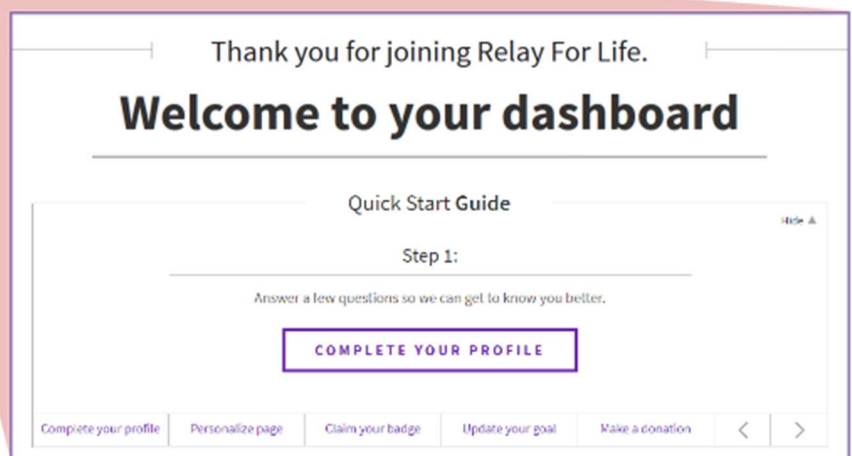 Thank you for joining Relay For Life.
Welcome to your dashboard
Quick Start Guide
Hide ▲
Step 1:
Answer a few questions so we can get to know you better.
COMPLETE YOUR PROFILE
Complete your profile Personalize page Claim your badge Update your goal Make a donation